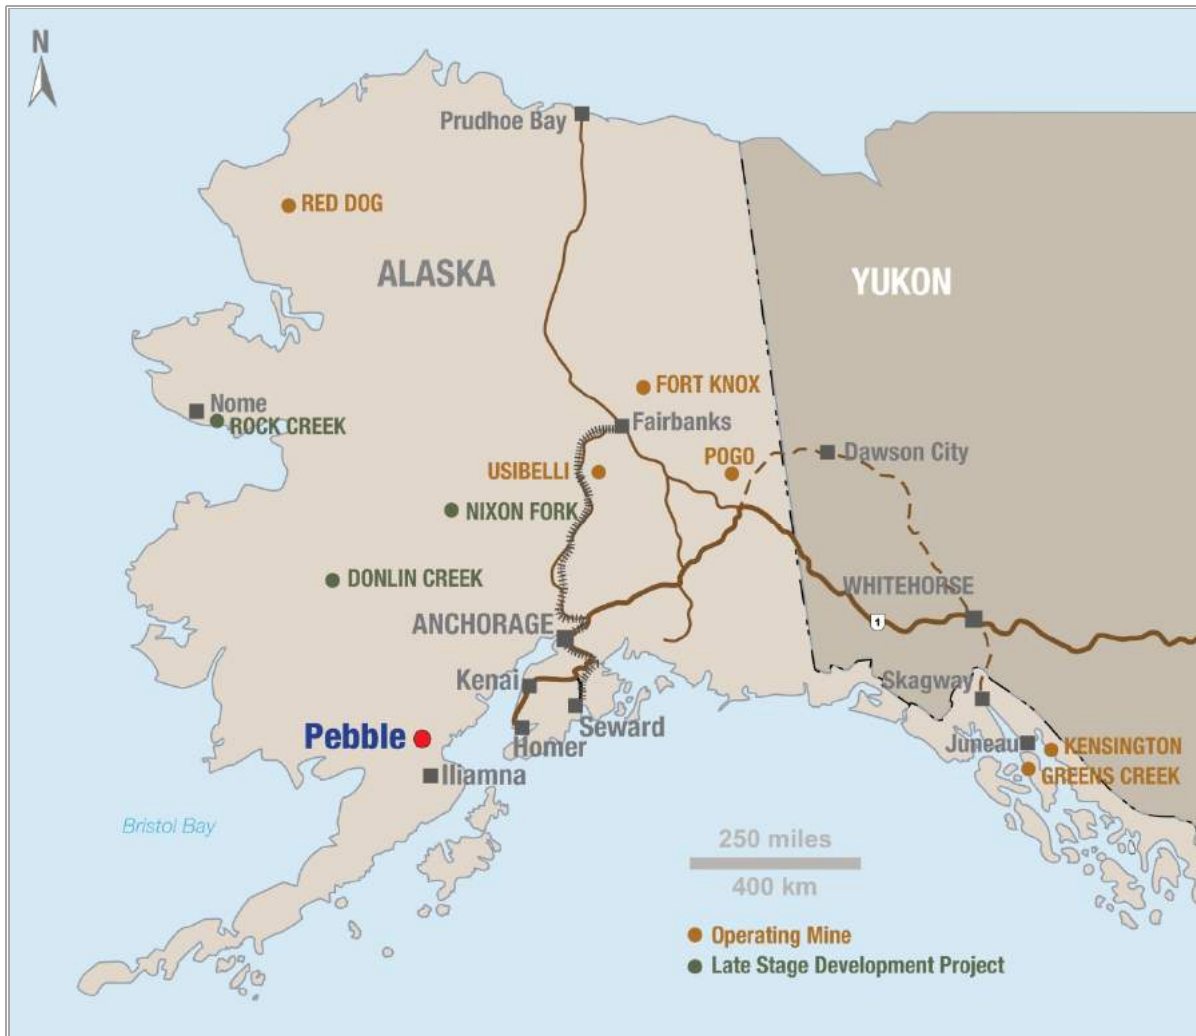 N
Prudhoe Bay
RED DOG
ALASKA
YUKON
FORT KNOX
Nome
ROCK CREEK
Fairbanks
USIBELLI
POGO
Dawson City
NIXON FORK
DONLIN CREEK
WHITEHORSE
ANCHORAGE
1
Kenai
Skagway
Seward
Pebble
Homer
Juneau
KENSINGTON
Iliamna
GREENS CREEK
Bristol Bay
250 miles
400 km
Operating Mine
Late Stage Development Project